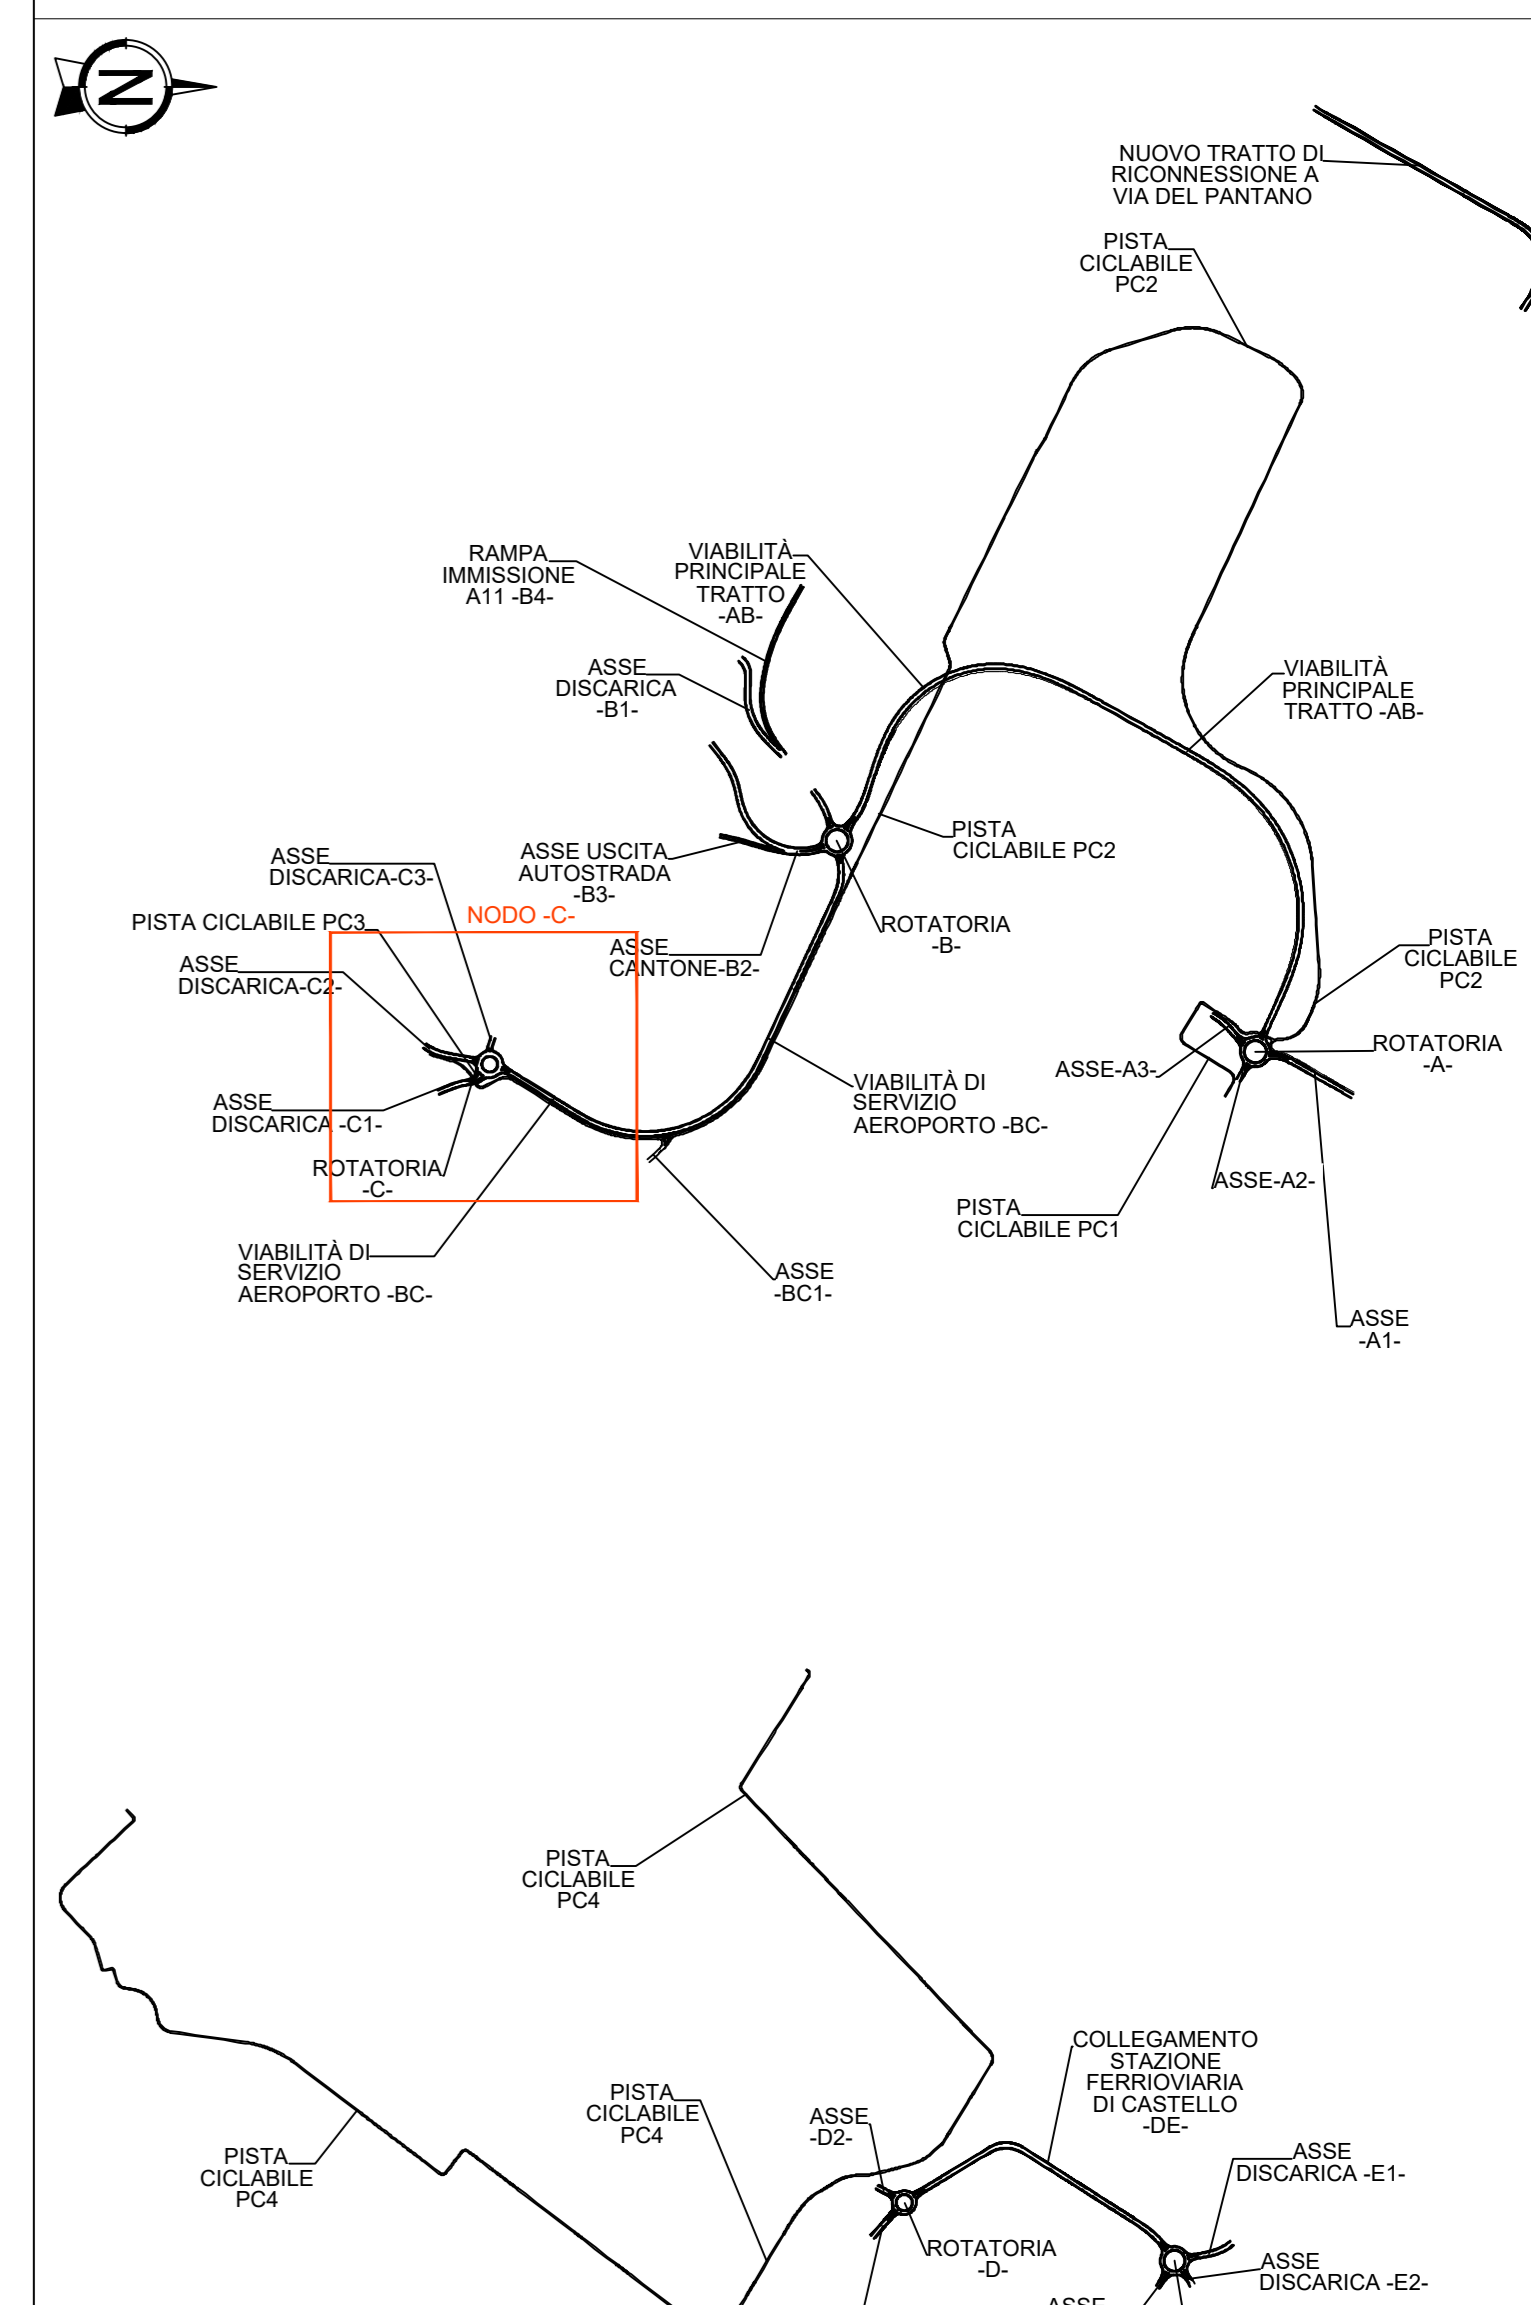 N
NUOVO TRATTO DI
RICONNESSIONE A
VIA DEL PANTANO
PISTA
CICLABILE
PC2
RAMPA
IMMISSIONE
A11 -B4-
VIABILITÀ
PRINCIPALE
TRATTO
-AB-
ASSE
DISCARICA
-B1-
VIABILITÀ
PRINCIPALE
TRATTO -AB-
PISTA
CICLABILE PC2
ASSE USCITA
AUTOSTRADA
-B3-
ASSE
DISCARICA-C3-
NODO -C-
PISTA CICLABILE PC3
ROTATORIA
-B-
ASSE
CANTONE-B2-
ASSE
DISCARICA-C2-
PISTA
CICLABILE
PC2
ROTATORIA
-A-
ASSE-A3-
VIABILITÀ DI
SERVIZIO
AEROPORTO -BC-
ASSE
DISCARICA -C1-
ROTATORIA
-C-
ASSE-A2-
PISTA
CICLABILE PC1
VIABILITÀ DI
SERVIZIO
AEROPORTO -BC-
ASSE
-BC1-
ASSE
-A1-
PISTA
CICLABILE
PC4
COLLEGAMENTO
STAZIONE
FERRIOVIARIA
DI CASTELLO
-DE-
PISTA
CICLABILE
PC4
ASSE
-D2-
PISTA
CICLABILE
PC4
ASSE
DISCARICA -E1-
ROTATORIA
-D-
ASSE
DISCARICA -E2-
ASSE